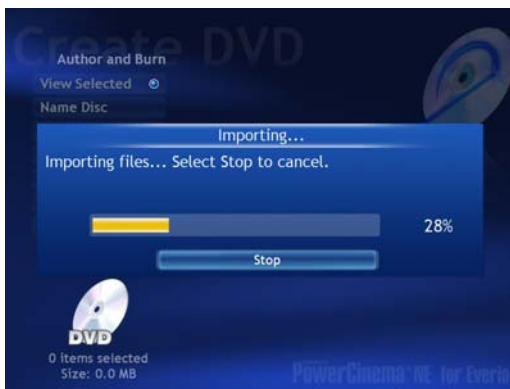 Create DVD
Author and Burn
View Selected
Name Disc
Importing...
Importing files... Select Stop to cancel.
28%
Stop
DVD
0 items selected
Size: 0.0 MB
PowerCinema NE for Everio